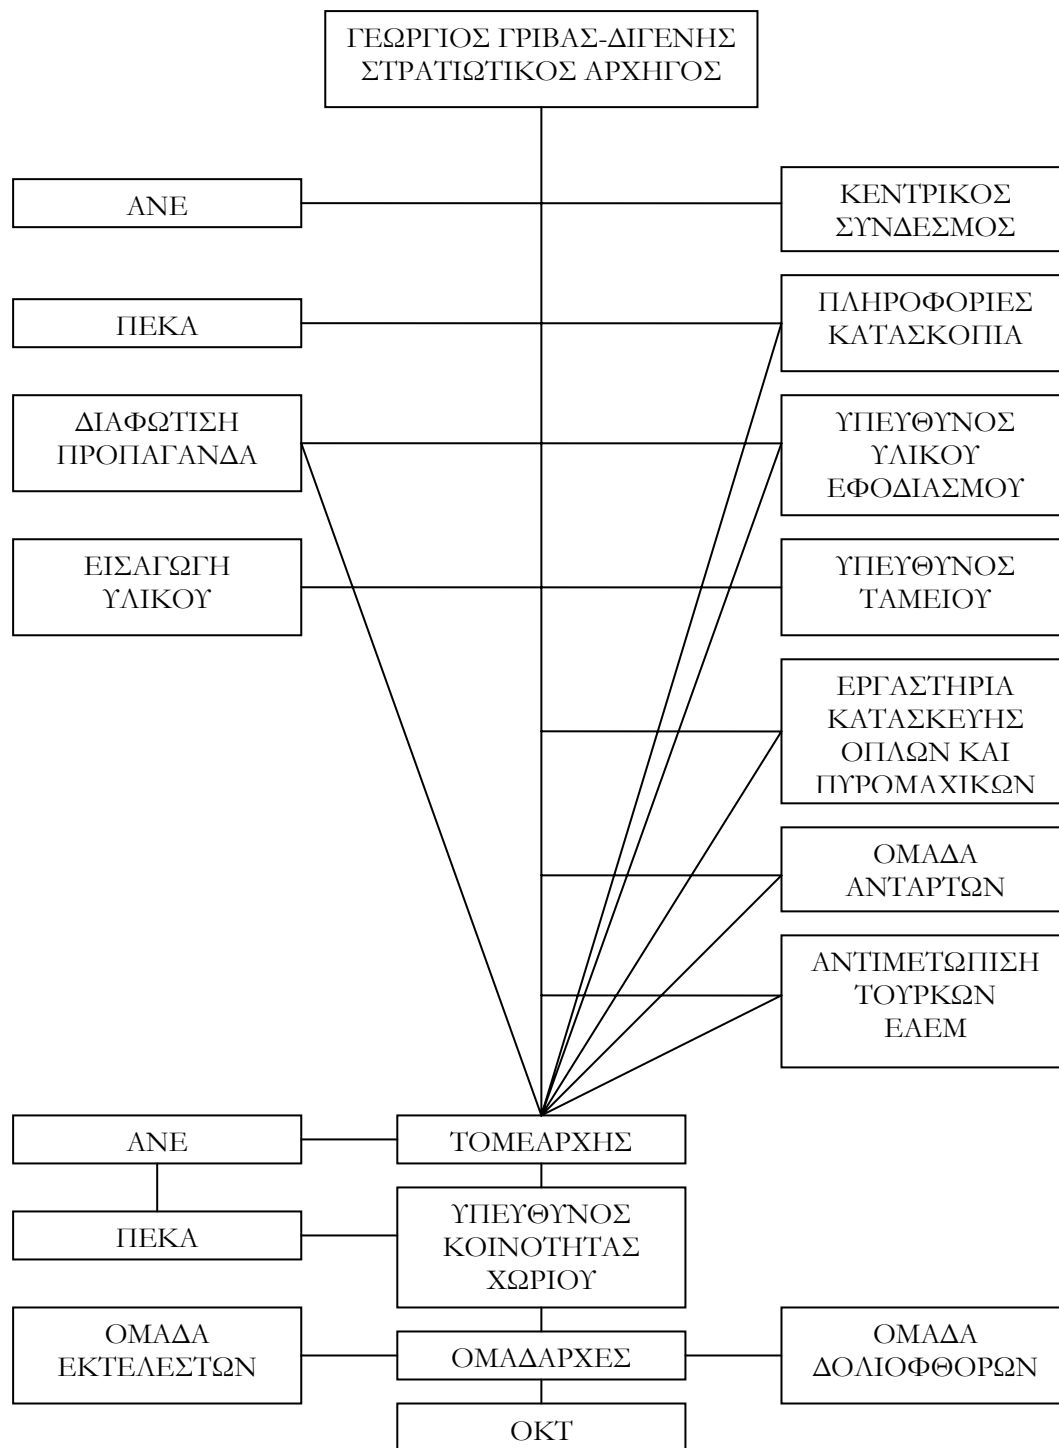 ΓΕΩΡΓΙΟΣ ΓΡΙΒΑΣ-ΔΙΓΕΝΗΣ
ΣΤΡΑΤΙΩΤΙΚΟΣ ΑΡΧΗΓΟΣ
ΑΝΕ
ΚΕΝΤΡΙΚΟΣ
ΣΥΝΔΕΣΜΟΣ
ΠΕΚΑ
ΠΛΗΡΟΦΟΡΙΕΣ
ΚΑΤΑΣΚΟΠΙΑ
ΔΙΑΦΩΤΙΣΗ
ΠΡΟΠΑΓΑΝΔΑ
ΥΠΕΥΘΥΝΟΣ
ΥΛΙΚΟΥ
ΕΦΟΔΙΑΣΜΟΥ
ΕΙΣΑΓΩΓΗ
ΥΛΙΚΟΥ
ΥΠΕΥΘΥΝΟΣ
ΤΑΜΕΙΟΥ
ΕΡΓΑΣΤΗΡΙΑ
ΚΑΤΑΣΚΕΥΗΣ
ΟΠΛΩΝ ΚΑΙ
ΠΥΡΟΜΑΧΙΚΩΝ
ΟΜΑΔΑ
ΑΝΤΑΡΤΩΝ
ΑΝΤΙΜΕΤΩΠΙΣΗ
ΤΟΥΡΚΩΝ
ΕΑΕΜ
ΑΝΕ
ΤΟΜΕΑΡΧΗΣ
ΠΕΚΑ
ΥΠΕΥΘΥΝΟΣ
ΚΟΙΝΟΤΗΤΑΣ
ΧΩΡΙΟΥ
ΟΜΑΔΑ
ΕΚΤΕΛΕΣΤΩΝ
ΟΜΑΔΑΡΧΕΣ
ΟΜΑΔΑ
ΔΟΛΙΟΦΘΟΡΩΝ
ΟΚΤ